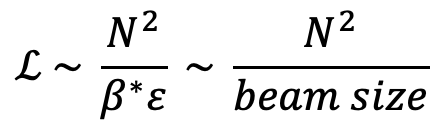 ℒ ~ N² / β*ε ~ N² / beam size